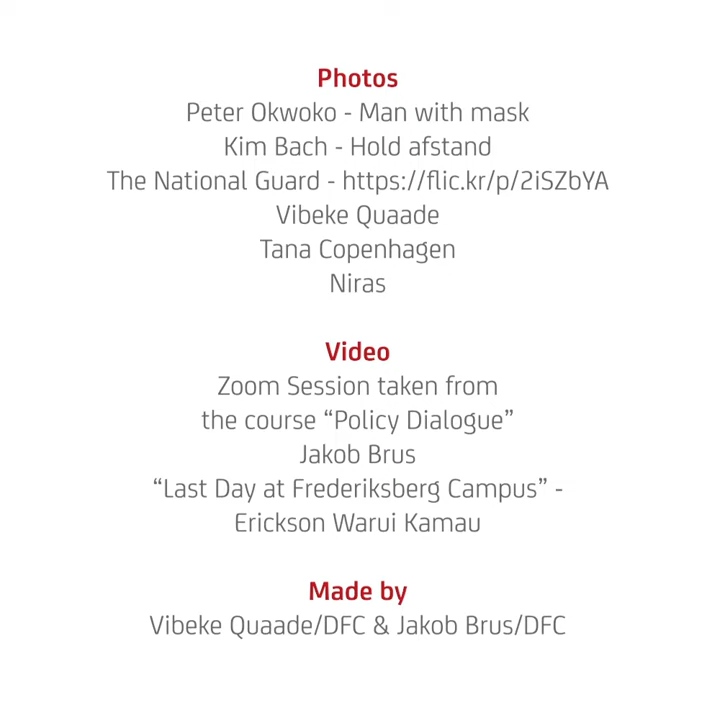 Photos
Peter Okwoko - Man with mask
Kim Bach - Hold afstand
The National Guard - https://flic.kr/p/2iSZbYA
Vibeke Quaade
Tana Copenhagen
Niras
Video
Zoom Session taken from
the course “Policy Dialogue”
Jakob Brus
“Last Day at Frederiksberg Campus” -
Erickson Warui Kamau
Made by
Vibeke Quaade/DFC & Jakob Brus/DFC